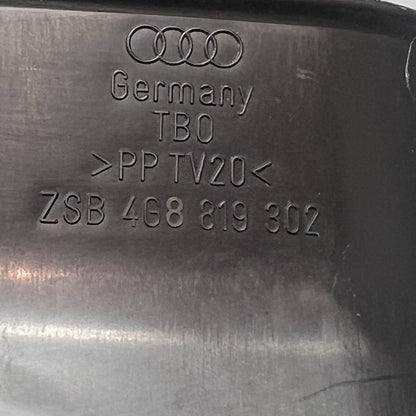 Germany
TBO
>PP TV20<
ZSB 4G8 819 302